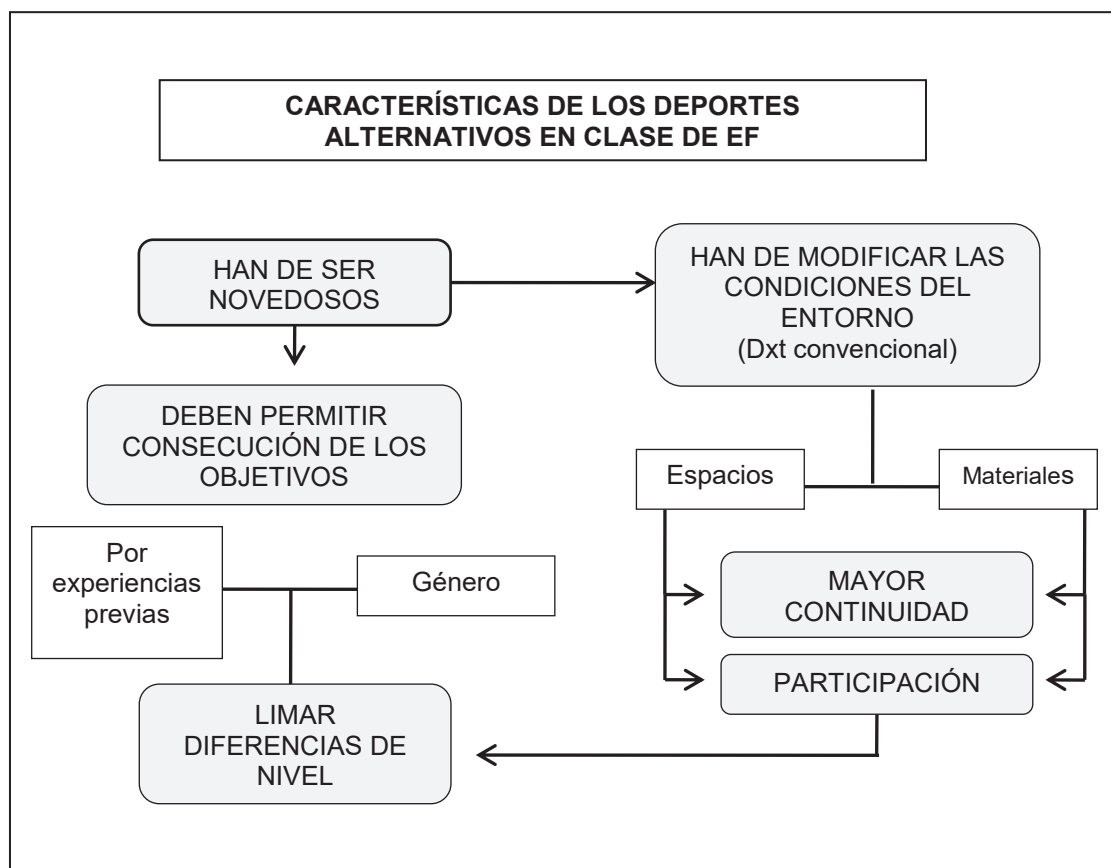 CARACTERÍSTICAS DE LOS DEPORTES
ALTERNATIVOS EN CLASE DE EF
HAN DE SER
NOVEDOSOS
HAN DE MODIFICAR LAS
CONDICIONES DEL
ENTORNO
(Dxt convencional)
DEBEN PERMITIR
CONSECUCIÓN DE LOS
OBJETIVOS
Espacios
Materiales
Por
experiencias
previas
Género
MAYOR
CONTINUIDAD
PARTICIPACIÓN
LIMAR
DIFERENCIAS DE
NIVEL